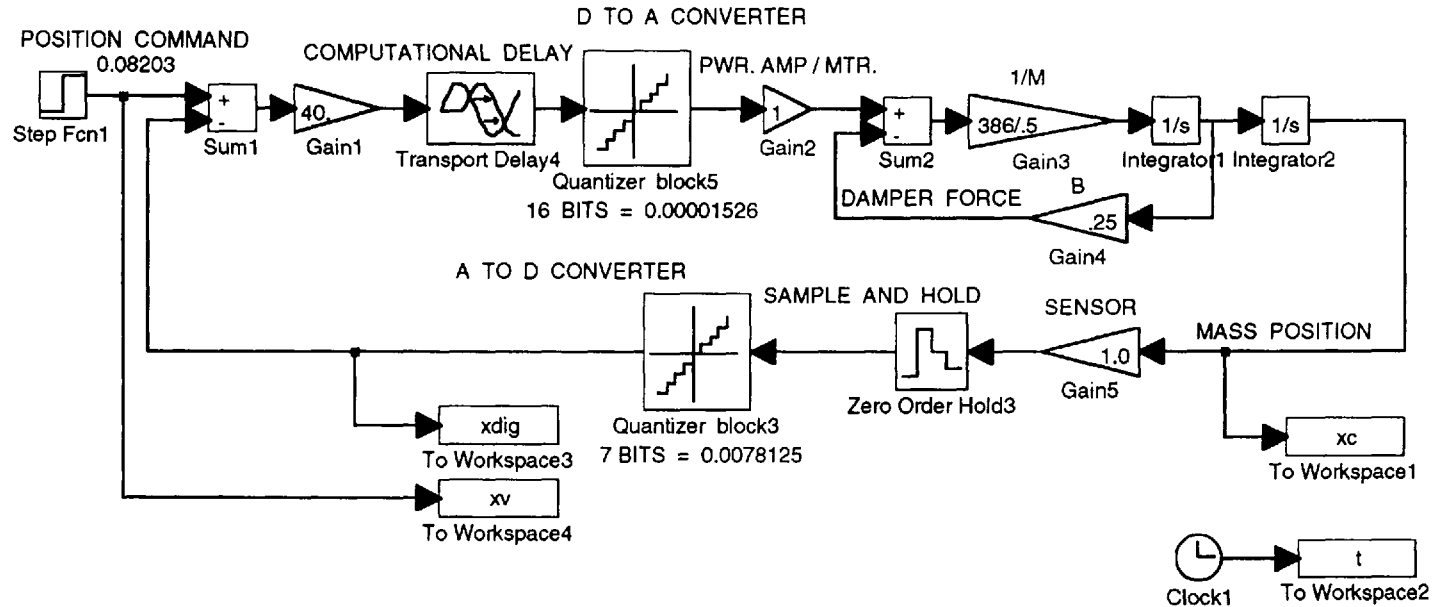 D TO A CONVERTER
POSITION COMMAND
0.08203
COMPUTATIONAL DELAY
PWR. AMP / MTR.
1/M
+
-
40.
1
+
-
386/.5
1/s
1/s
Step Fcn1
Sum1
Gain1
Transport Delay4
Gain2
Sum2
Gain3
Integrator1
Integrator2
Quantizer block5
16 BITS = 0.00001526
DAMPER FORCE
B
.25
Gain4
A TO D CONVERTER
SAMPLE AND HOLD
SENSOR
MASS POSITION
1.0
Gain5
Zero Order Hold3
Quantizer block3
7 BITS = 0.0078125
xdig
To Workspace3
xc
To Workspace1
xv
To Workspace4
t
Clock1
To Workspace2